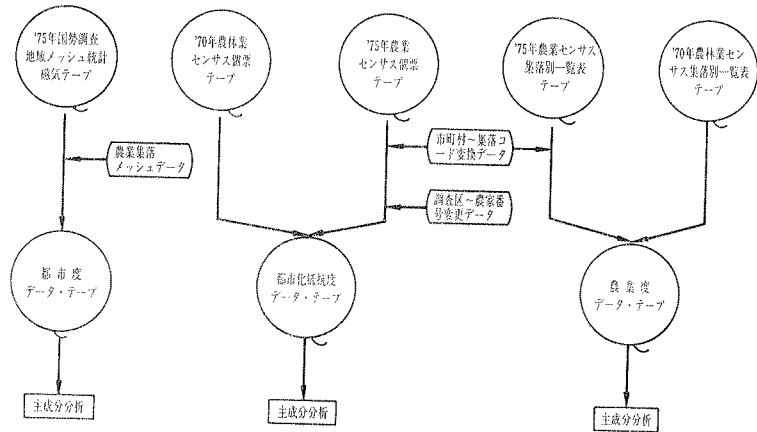 '75年国勢調査
地域メッシュ統計
磁気テープ
'70年農林業
センサス個票
テープ
'75年農業
センサス個票
テープ
'75年農業センサス
集落別一覧表
テープ
'70年農林業セン
サス集落別一覧表
テープ
農業集落
メッシュデータ
市町村～集落コ
ード変換データ
調査区～農家番
号変更データ
都市度
データ・テープ
都市化抵抗度
データ・テープ
農業度
データ・テープ
主成分分析
主成分分析
主成分分析